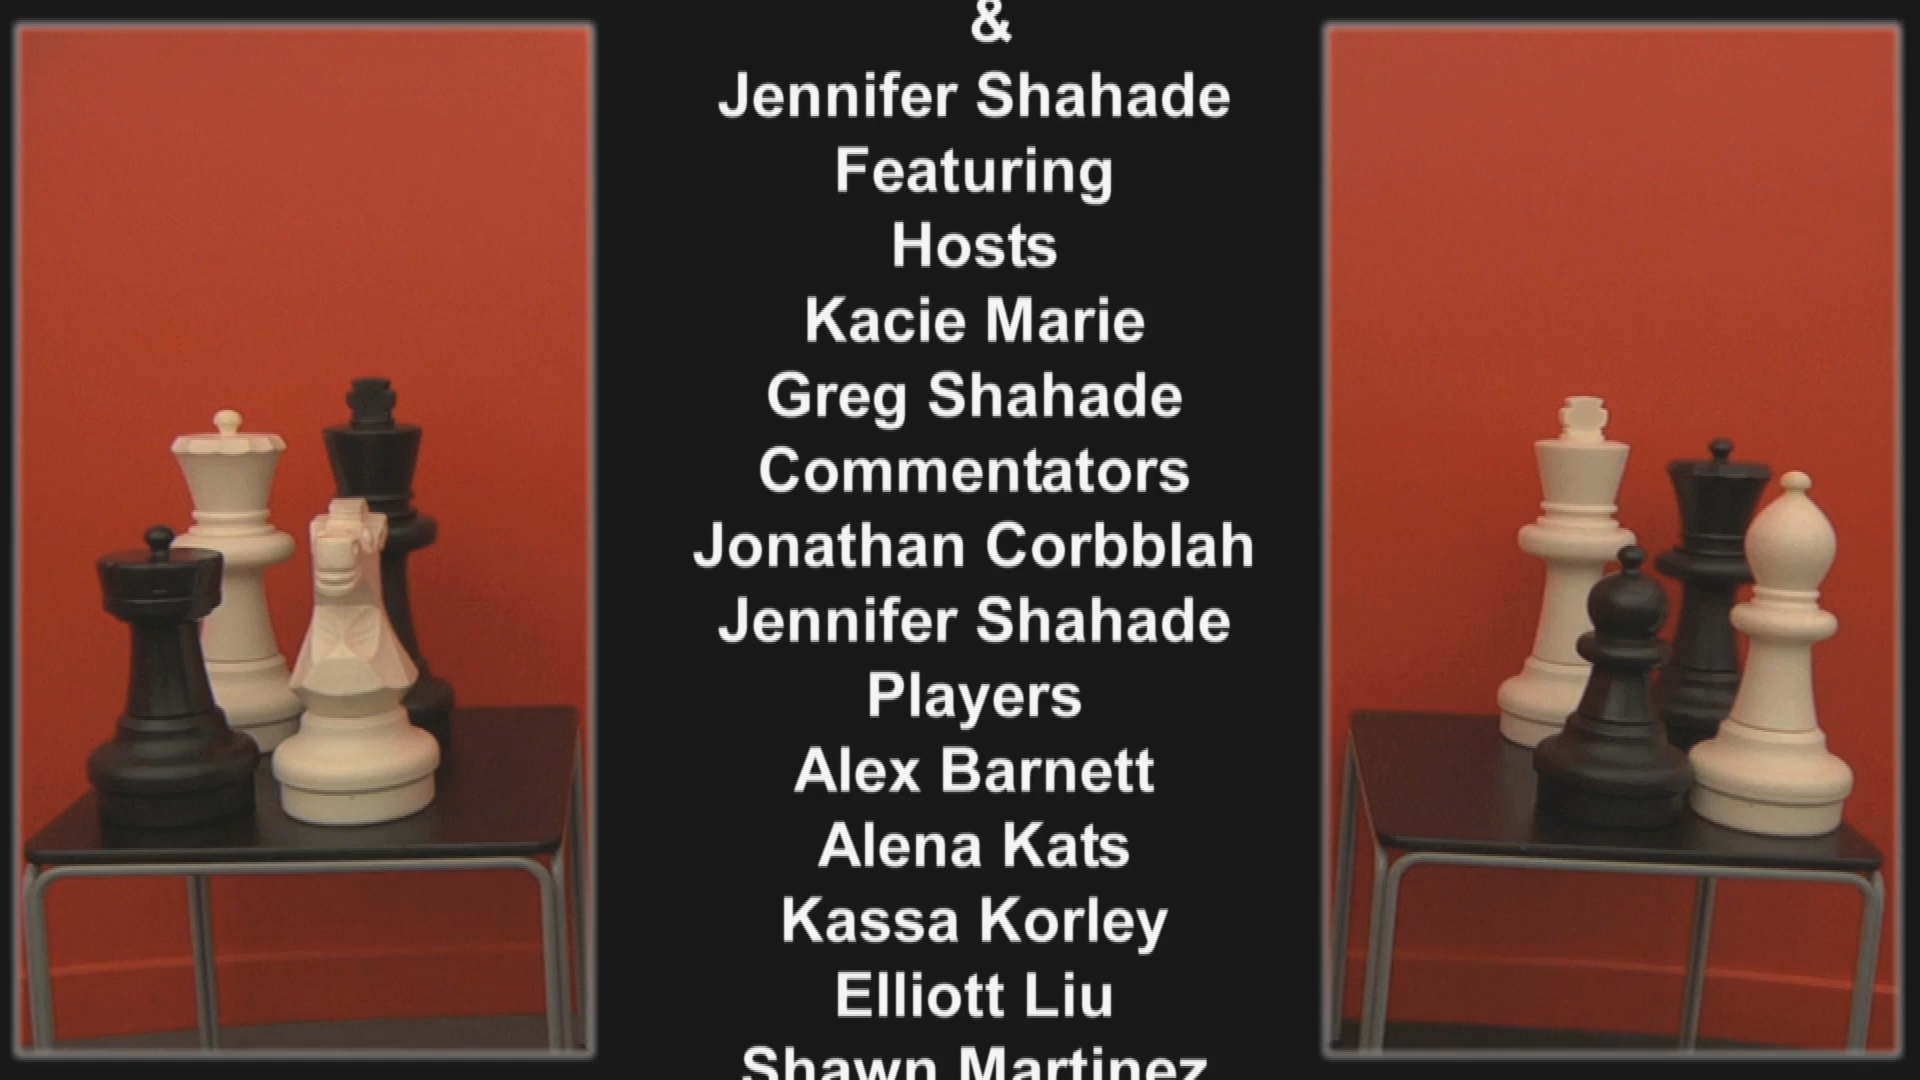 &
Jennifer Shahade
Featuring
Hosts
Kacie Marie
Greg Shahade
Commentators
Jonathan Corbblah
Jennifer Shahade
Players
Alex Barnett
Alena Kats
Kassa Korley
Elliott Liu
Shawn Martinez